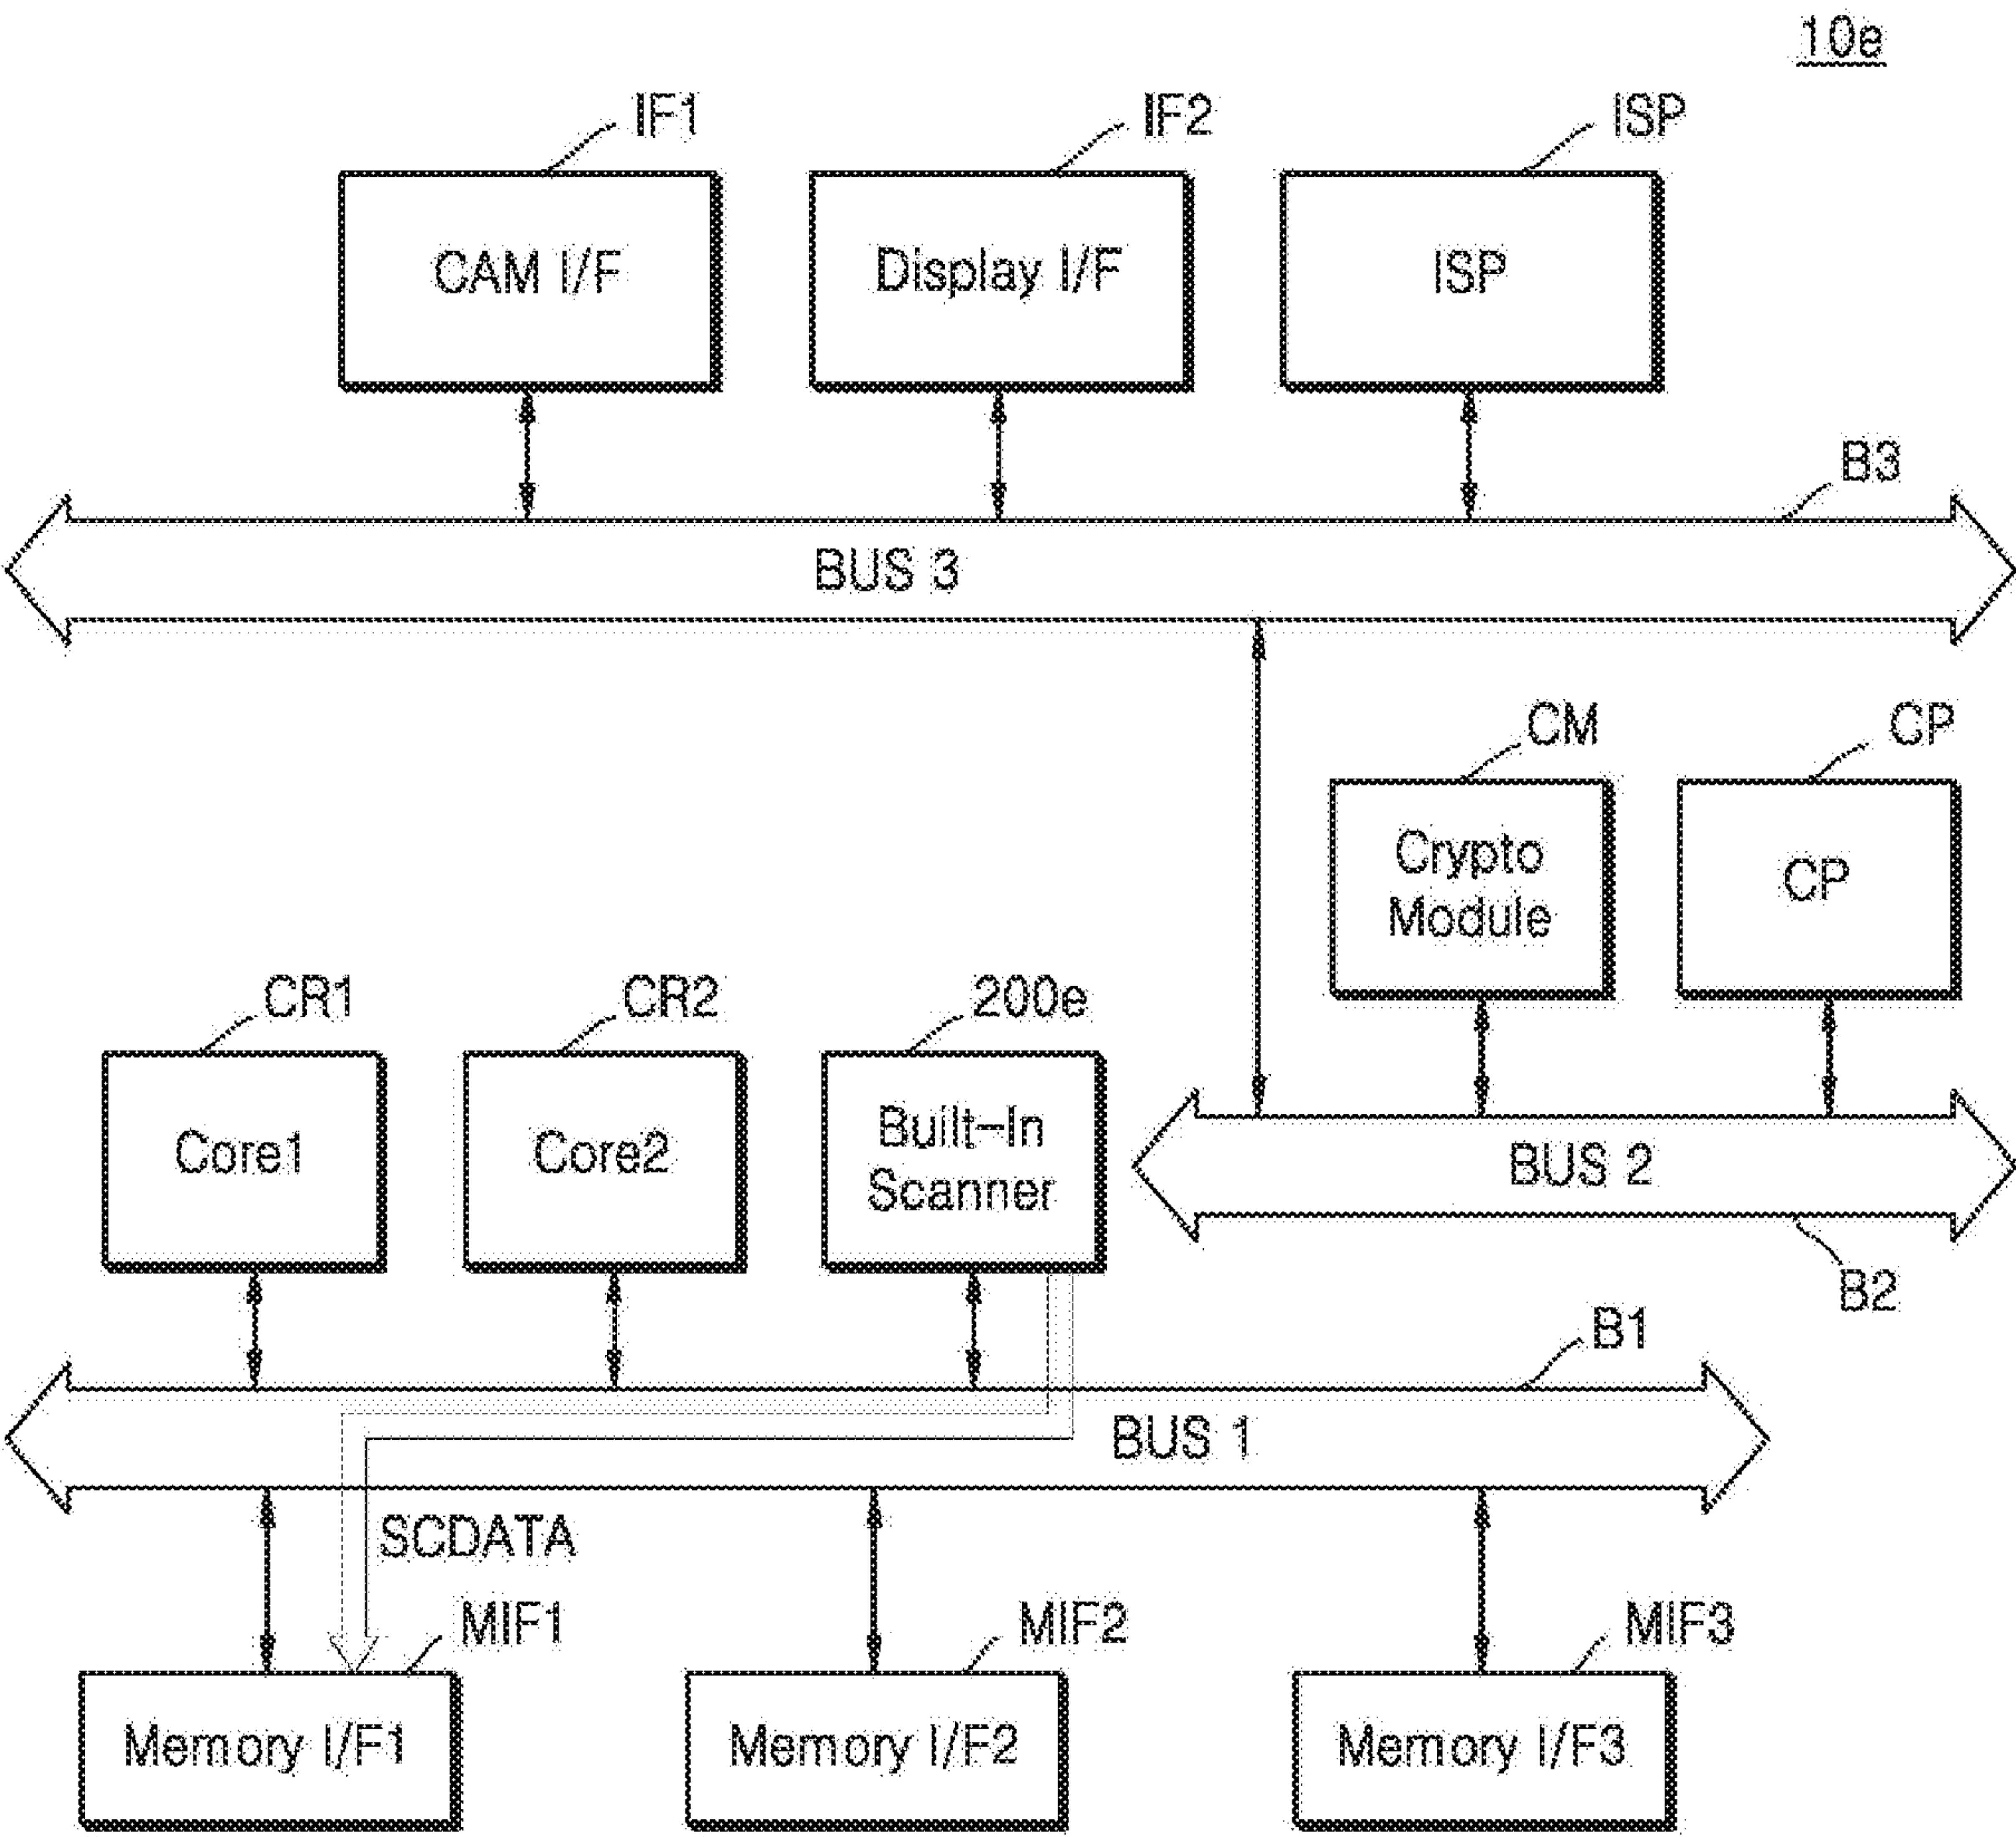 10e
IF1
IF2
ISP
CAM I/F
Display I/F
ISP
B3
BUS 3
CM
CP
Crypto
Module
CP
CR1
CR2
200e
Core1
Core2
Built-In
Scanner
BUS 2
B2
B1
BUS 1
SCDATA
MIF1
MIF2
MIF3
Memory I/F1
Memory I/F2
Memory I/F3